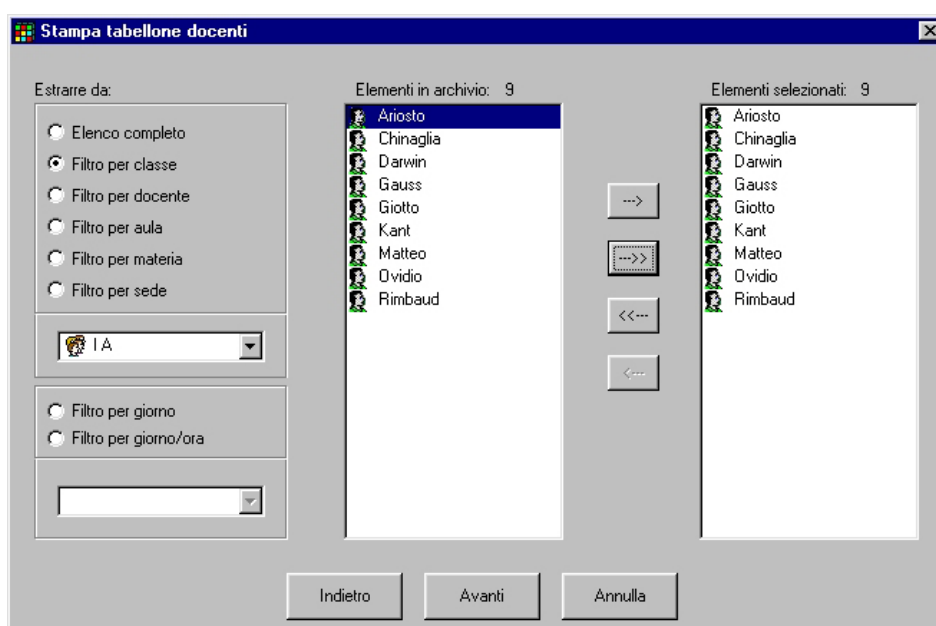 Stampa tabellone docenti
Estrarre da:
Elenco completo
Filtro per classe
Filtro per docente
Filtro per aula
Filtro per materia
Filtro per sede
I A
Filtro per giorno
Filtro per giorno/ora
Elementi in archivio: 9
Ariosto
Chinaglia
Darwin
Gauss
Giotto
Kant
Matteo
Ovidio
Rimbaud
--->
--->>
<<---
<---
Elementi selezionati: 9
Ariosto
Chinaglia
Darwin
Gauss
Giotto
Kant
Matteo
Ovidio
Rimbaud
Indietro
Avanti
Annulla